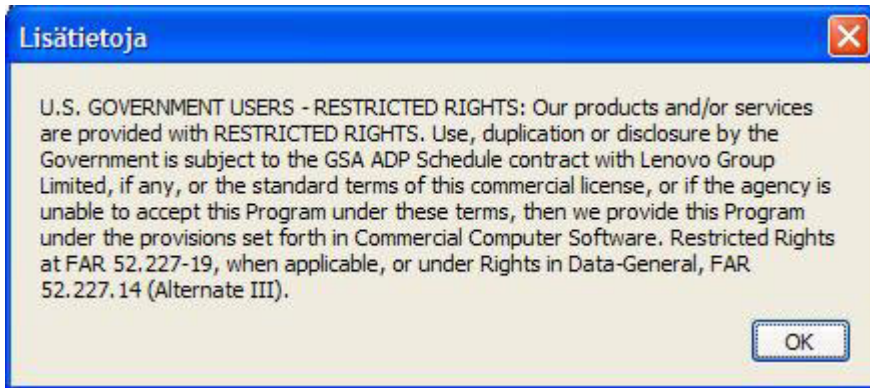 Lisätietoja
U.S. GOVERNMENT USERS - RESTRICTED RIGHTS: Our products and/or services
are provided with RESTRICTED RIGHTS. Use, duplication or disclosure by the
Government is subject to the GSA ADP Schedule contract with Lenovo Group
Limited, if any, or the standard terms of this commercial license, or if the agency is
unable to accept this Program under these terms, then we provide this Program
under the provisions set forth in Commercial Computer Software. Restricted Rights
at FAR 52.227-19, when applicable, or under Rights in Data-General, FAR
52.227.14 (Alternate III).
OK